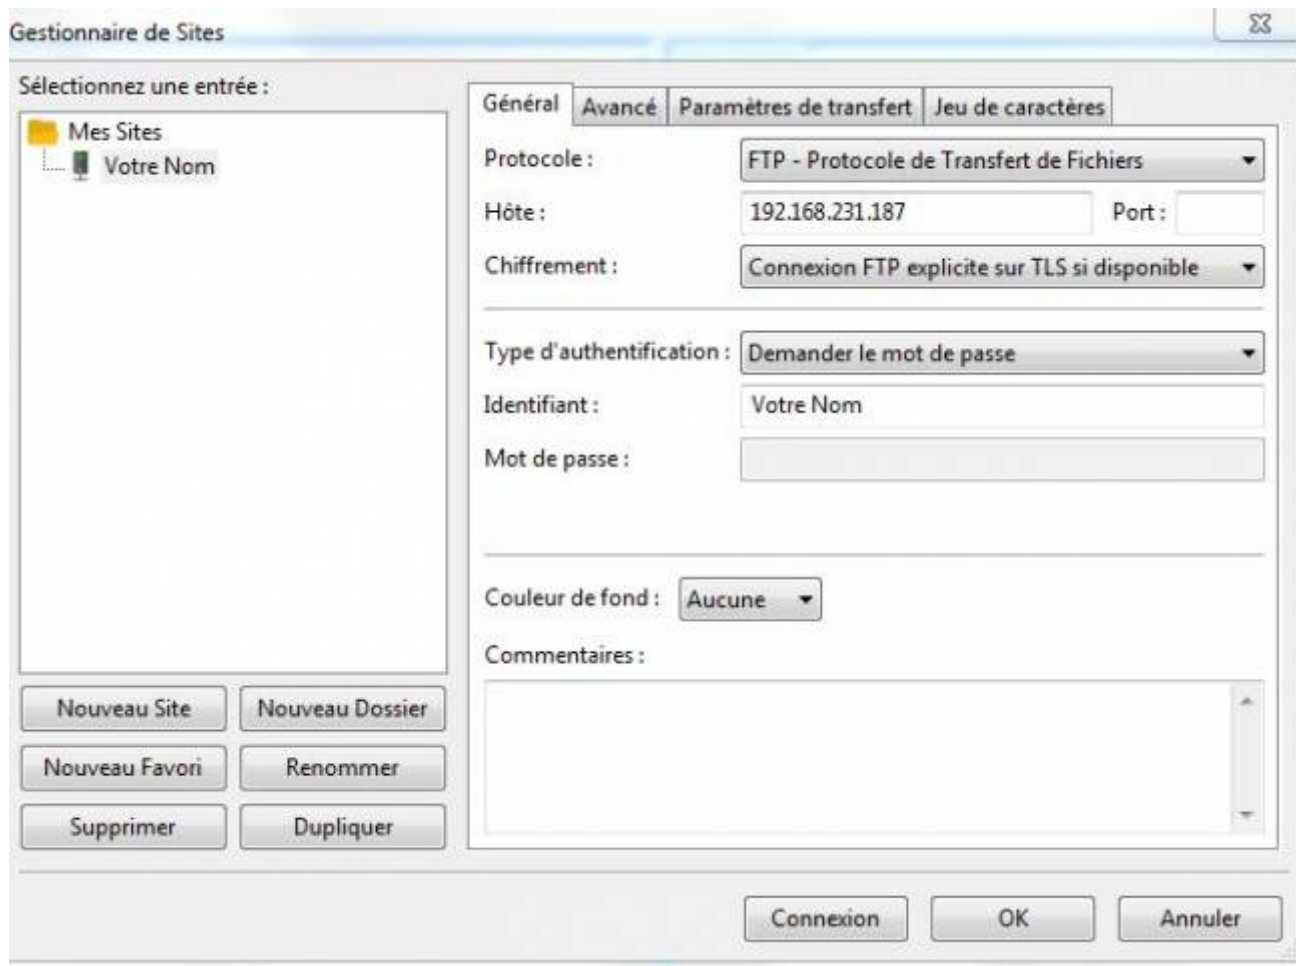 Gestionnaire de Sites
Sélectionnez une entrée :
Mes Sites
Votre Nom
Nouveau Site Nouveau Dossier
Nouveau Favori Renommer
Supprimer Dupliquer
Général Avancé Paramètres de transfert Jeu de caractères
Protocole : FTP - Protocole de Transfert de Fichiers
Hôte : 192.168.231.187 Port :
Chiffrement : Connexion FTP explicite sur TLS si disponible
Type d'authentification : Demander le mot de passe
Identifiant : Votre Nom
Mot de passe :
Couleur de fond : Aucune
Commentaires :
Connexion OK Annuler